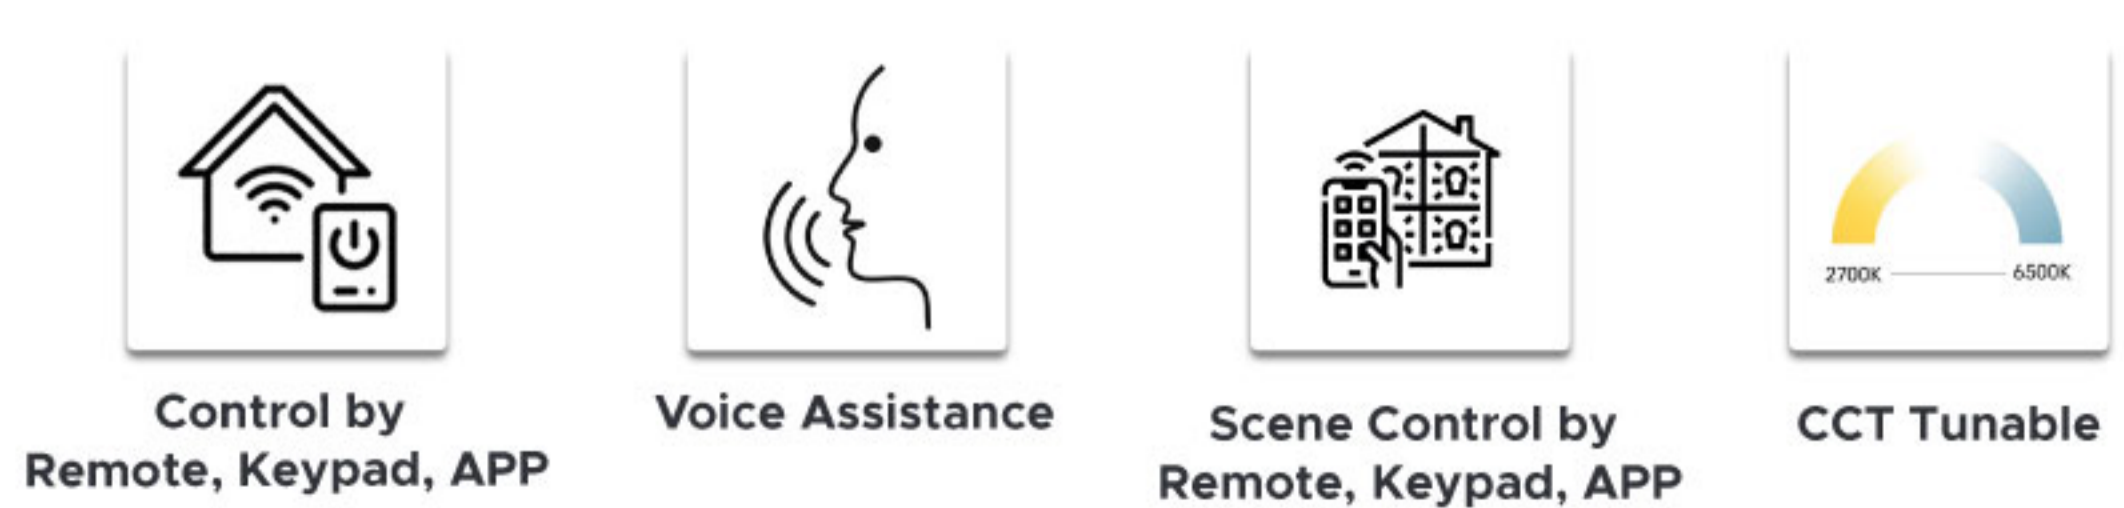 Control by
Remote, Keypad, APP
Voice Assistance
Scene Control by
Remote, Keypad, APP
2700K
6500K
CCT Tunable